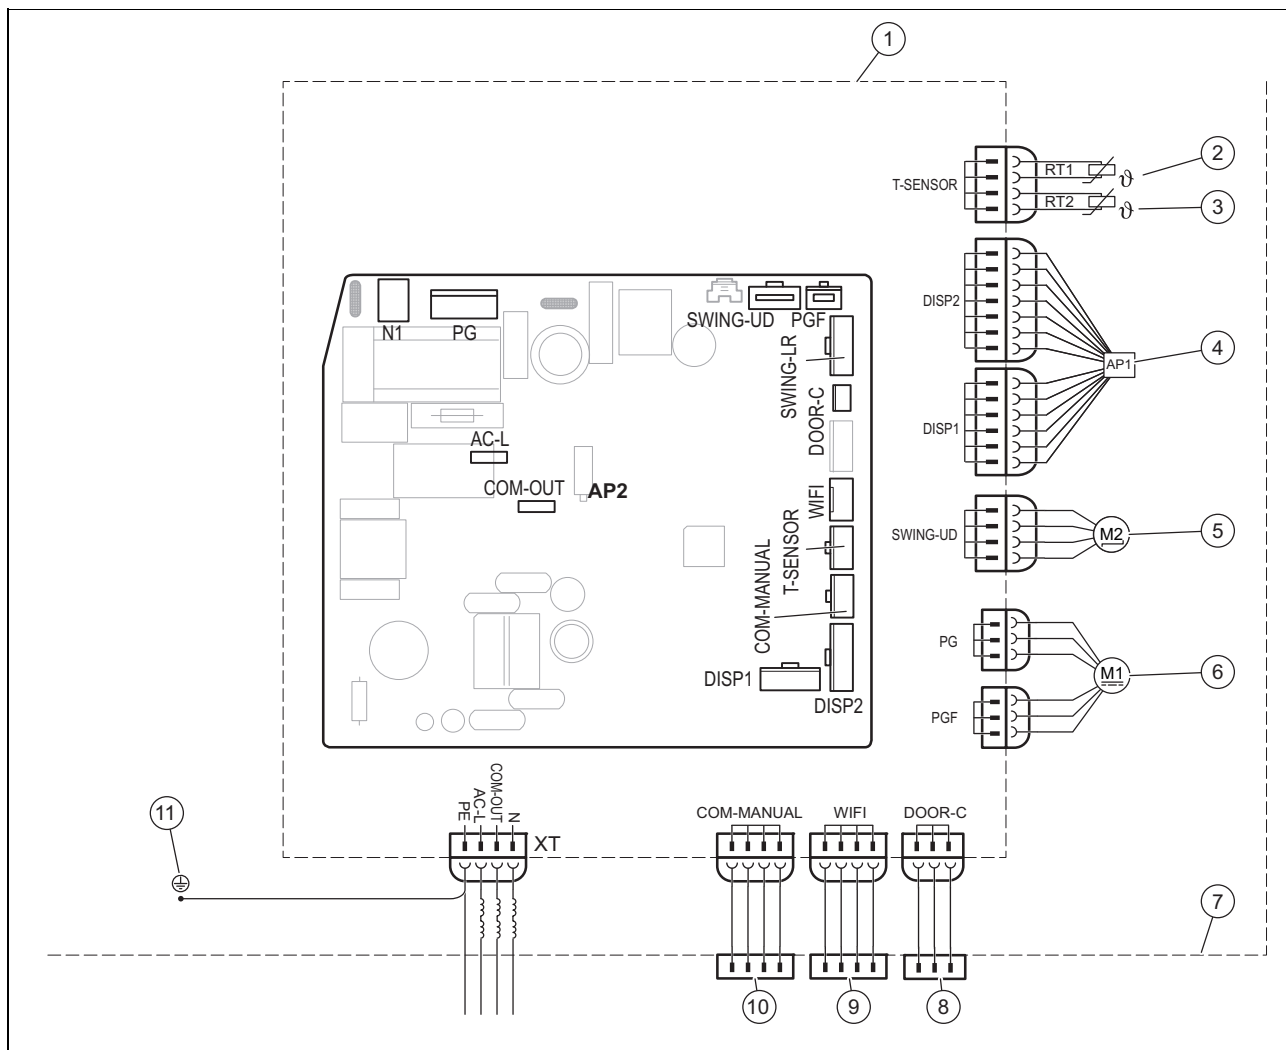 1
T-SENSOR
RT1
ϑ
2
RT2
ϑ
3
N1
PG
SWING-UD
PGF
SWING-LR
DOOR-C
AC-L
COM-OUT
AP2
WIFI
T-SENSOR
COM-MANUAL
DISP1
DISP2
DISP2
AP1
4
DISP1
SWING-UD
M2
5
PG
M1
6
PGF
PE
AC-L
COM-OUT
N
XT
COM-MANUAL
WIFI
DOOR-C
11
7
10
9
8